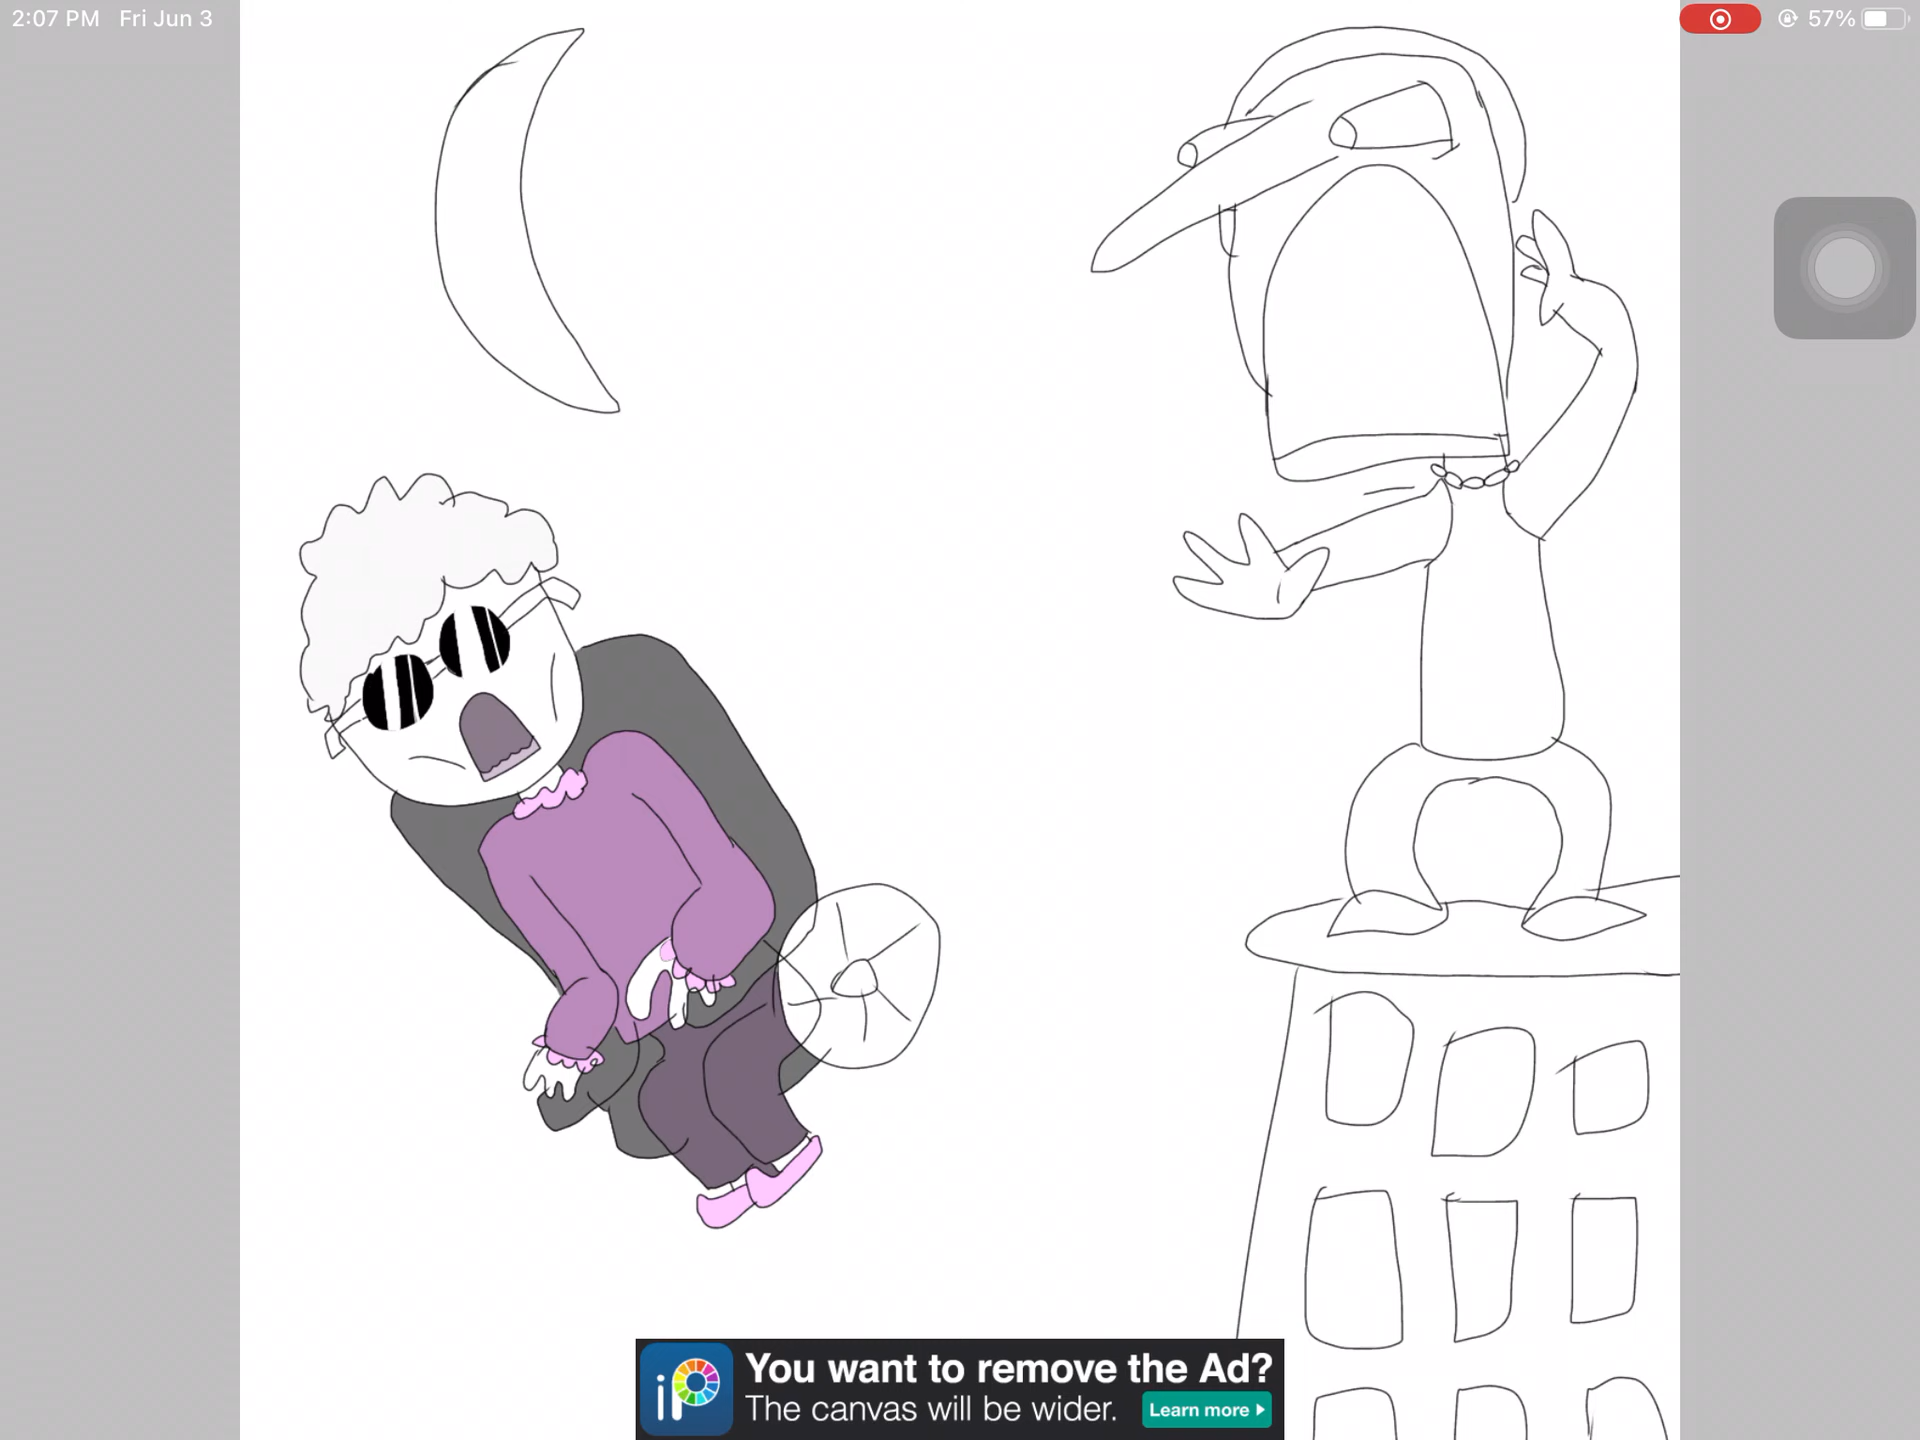 2:07 PM Fri Jun 3
57%
iP
You want to remove the Ad?
The canvas will be wider.
Learn more